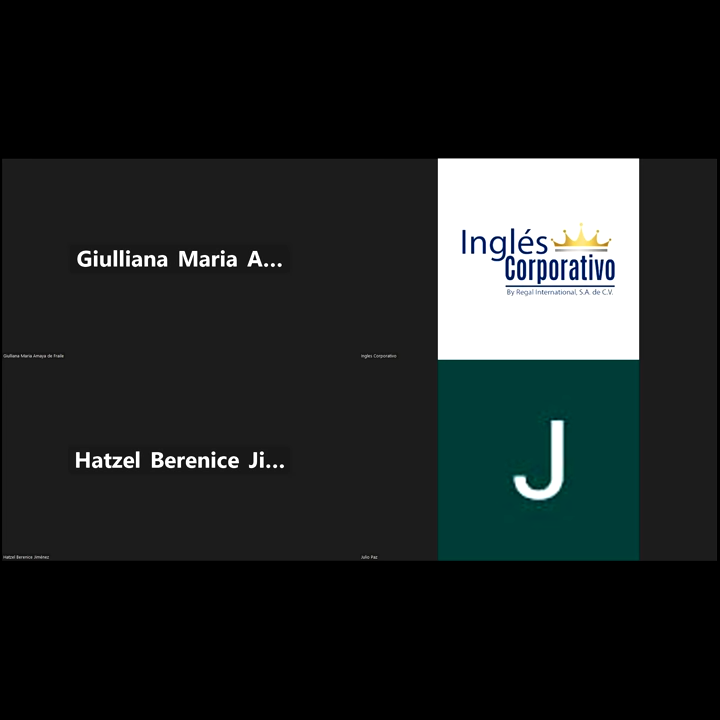 Giulliana Maria A...
Inglés
Corporativo
By Regal International, S.A. de C.V.
Giulliana Maria Amaya de Fraile
Ingles Corporativo
Hatzel Berenice Ji...
J
Hatzel Berenice Jiménez
Julio Paz